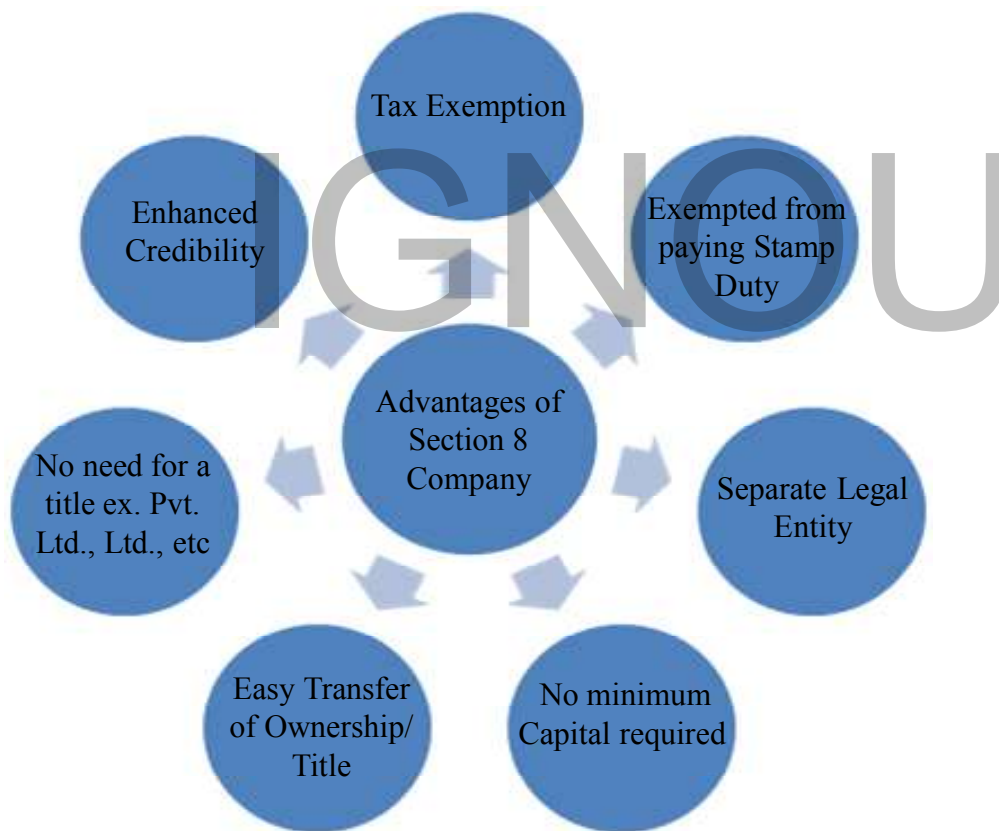 Tax Exemption
Enhanced
Credibility
Exempted from
paying Stamp
Duty
IGNOU
Advantages of
Section 8
Company
No need for a
title ex. Pvt.
Ltd., Ltd., etc
Separate Legal
Entity
Easy Transfer
of Ownership/
Title
No minimum
Capital required